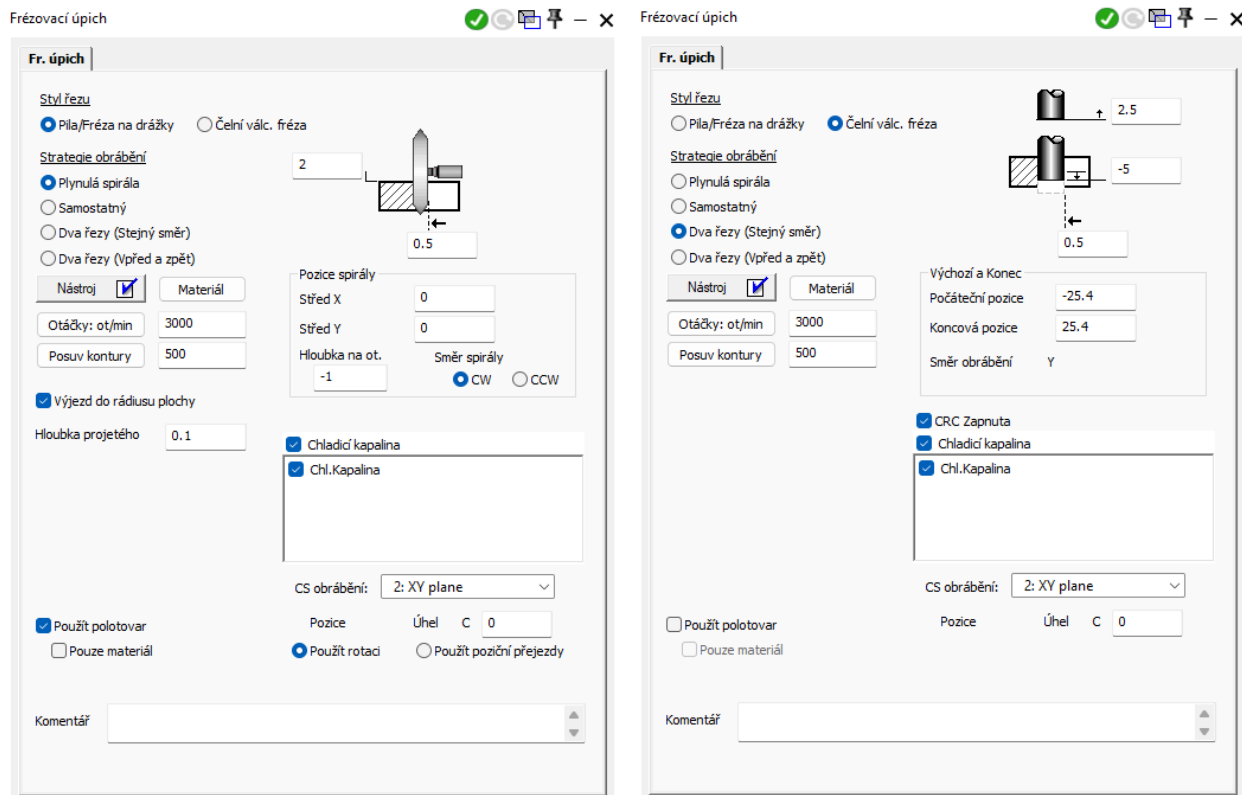 Frézovací úpich
Fr. úpich
Styl řezu
Pila/Fréza na drážky
Čelní válc. fréza
Strategie obrábění
2
Plynulá spirála
Samostatný
Dva řezy (Stejný směr)
0.5
Dva řezy (Vpřed a zpět)
Nástroj
Materiál
Otáčky: ot/min
3000
Posuv kontury
500
Pozice spirály
Střed X
0
Střed Y
0
Hloubka na ot.
Směr spirály
-1
CW
CCW
Výjezd do rádiusu plochy
Hloubka projetého
0.1
Chladicí kapalina
Chl.Kapalina
CS obrábění:
2: XY plane
Použít polotovar
Pozice
Úhel
C
0
Pouze materiál
Použít rotaci
Použít poziční přejezdy
Komentář
Frézovací úpich
Fr. úpich
Styl řezu
Pila/Fréza na drážky
Čelní válc. fréza
2.5
Strategie obrábění
-5
Plynulá spirála
Samostatný
Dva řezy (Stejný směr)
0.5
Dva řezy (Vpřed a zpět)
Nástroj
Materiál
Otáčky: ot/min
3000
Posuv kontury
500
Výchozí a Konec
Počáteční pozice
-25.4
Koncová pozice
25.4
Směr obrábění
Y
CRC Zapnuta
Chladicí kapalina
Chl.Kapalina
CS obrábění:
2: XY plane
Použít polotovar
Pozice
Úhel
C
0
Pouze materiál
Komentář